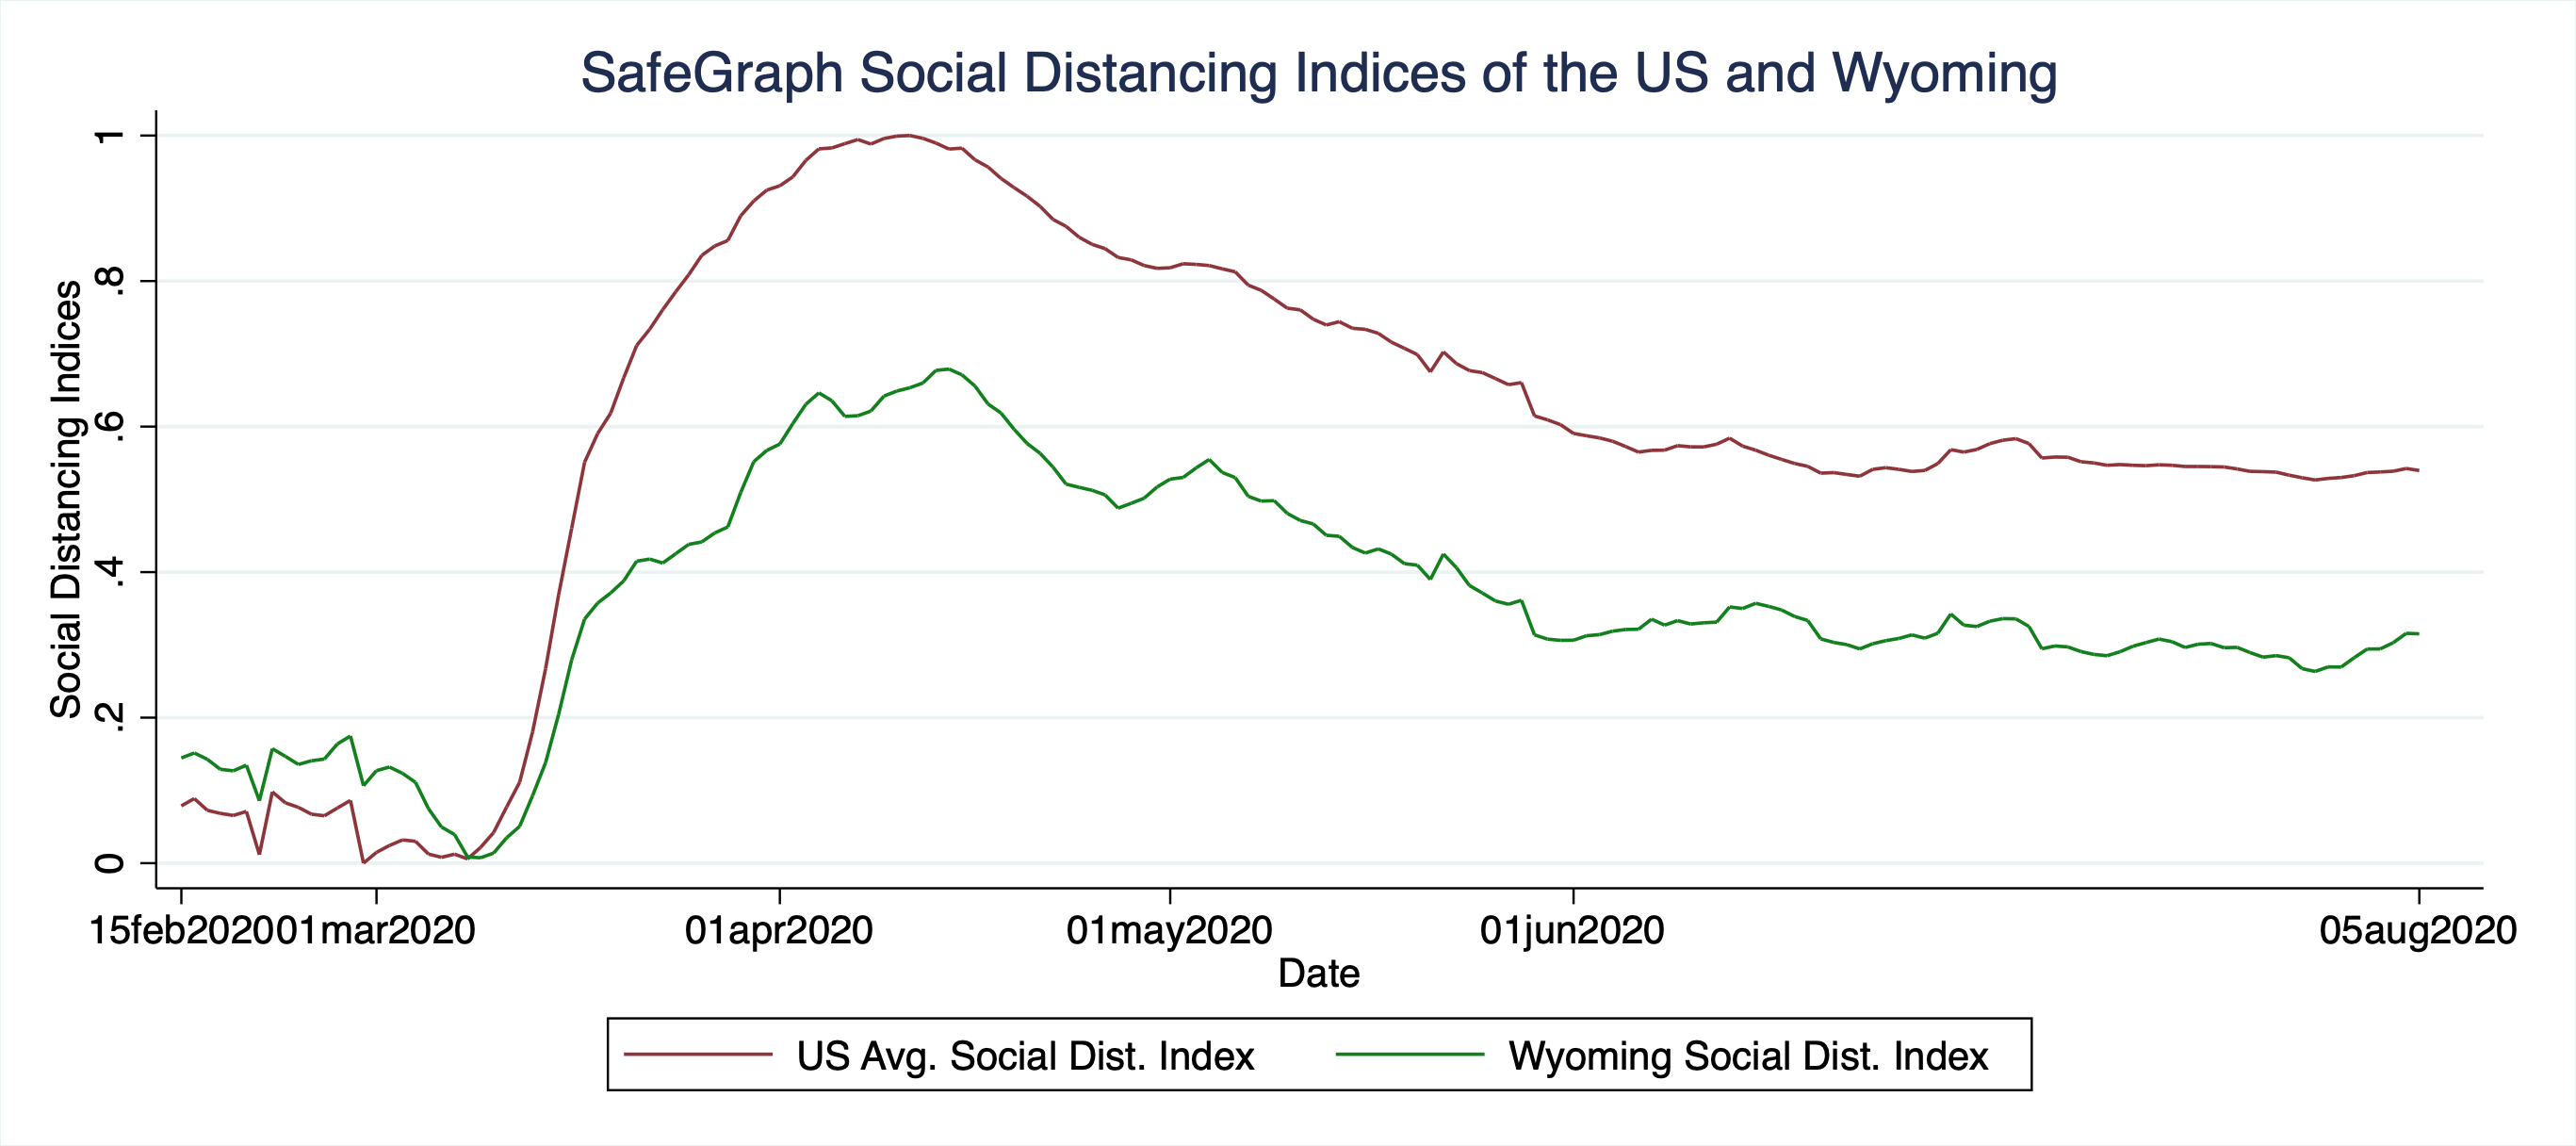 SafeGraph Social Distancing Indices of the US and Wyoming
Social Distancing Indices
1
.8
.6
.4
.2
0
15feb2020
01mar2020
01apr2020
01may2020
01jun2020
05aug2020
Date
US Avg. Social Dist. Index
Wyoming Social Dist. Index